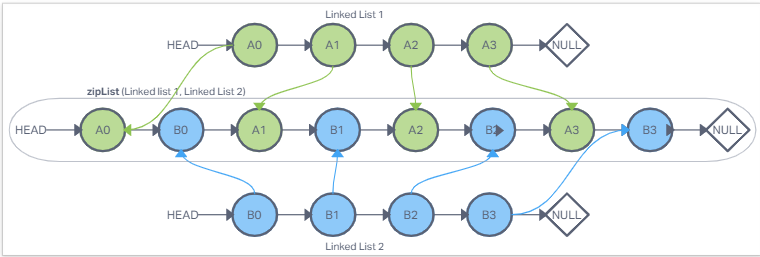 Linked List 1
HEAD A0 A1 A2 A3 NULL
zipList (Linked list 1, Linked List 2)
HEAD A0 B0 A1 B1 A2 B2 A3 B3 NULL
HEAD B0 B1 B2 B3 NULL
Linked List 2